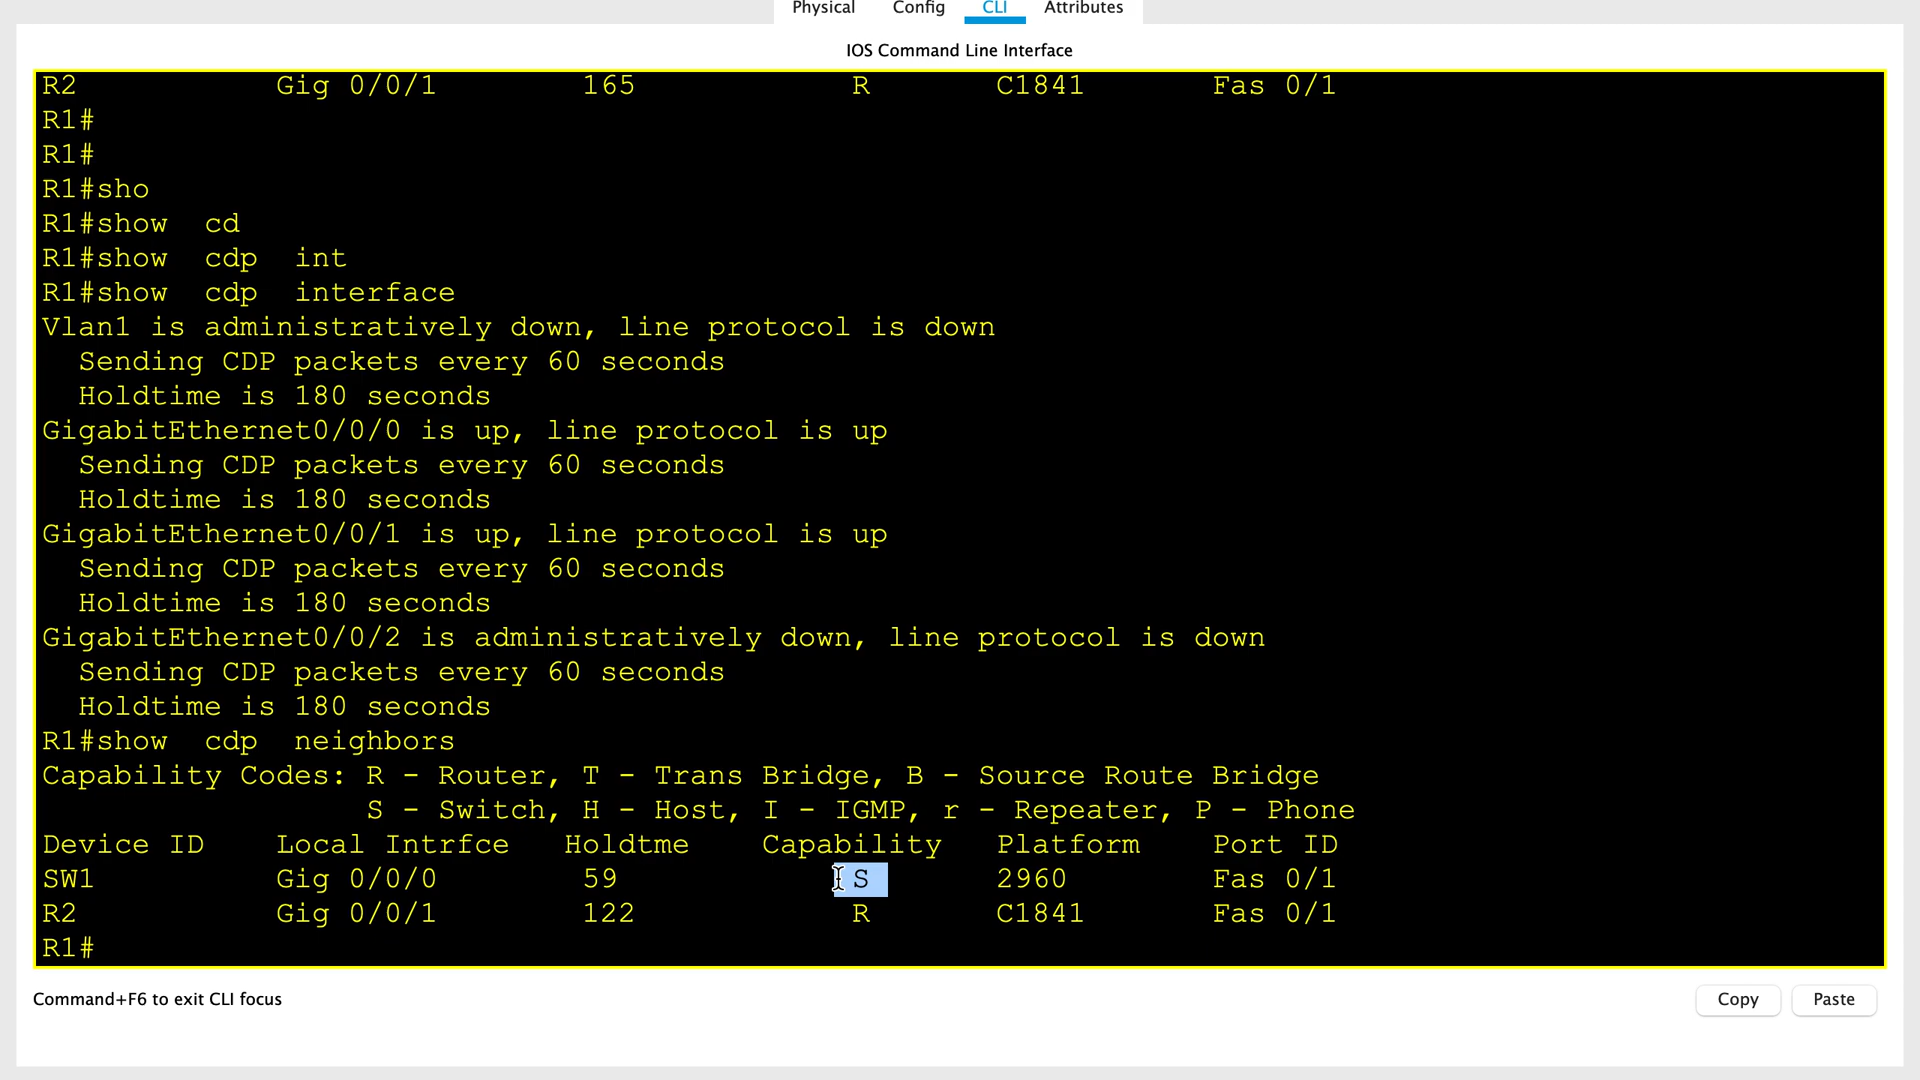 Physical Config CLI Attributes
IOS Command Line Interface
R2 Gig 0/0/1 165 R C1841 Fas 0/1
R1#
R1#
R1#sho
R1#show cd
R1#show cdp int
R1#show cdp interface
Vlan1 is administratively down, line protocol is down
Sending CDP packets every 60 seconds
Holdtime is 180 seconds
GigabitEthernet0/0/0 is up, line protocol is up
Sending CDP packets every 60 seconds
Holdtime is 180 seconds
GigabitEthernet0/0/1 is up, line protocol is up
Sending CDP packets every 60 seconds
Holdtime is 180 seconds
GigabitEthernet0/0/2 is administratively down, line protocol is down
Sending CDP packets every 60 seconds
Holdtime is 180 seconds
R1#show cdp neighbors
Capability Codes: R - Router, T - Trans Bridge, B - Source Route Bridge
S - Switch, H - Host, I - IGMP, r - Repeater, P - Phone
Device ID Local Intrfce Holdtme Capability Platform Port ID
SW1 Gig 0/0/0 59 S 2960 Fas 0/1
R2 Gig 0/0/1 122 R C1841 Fas 0/1
R1#
Command+F6 to exit CLI focus Copy Paste